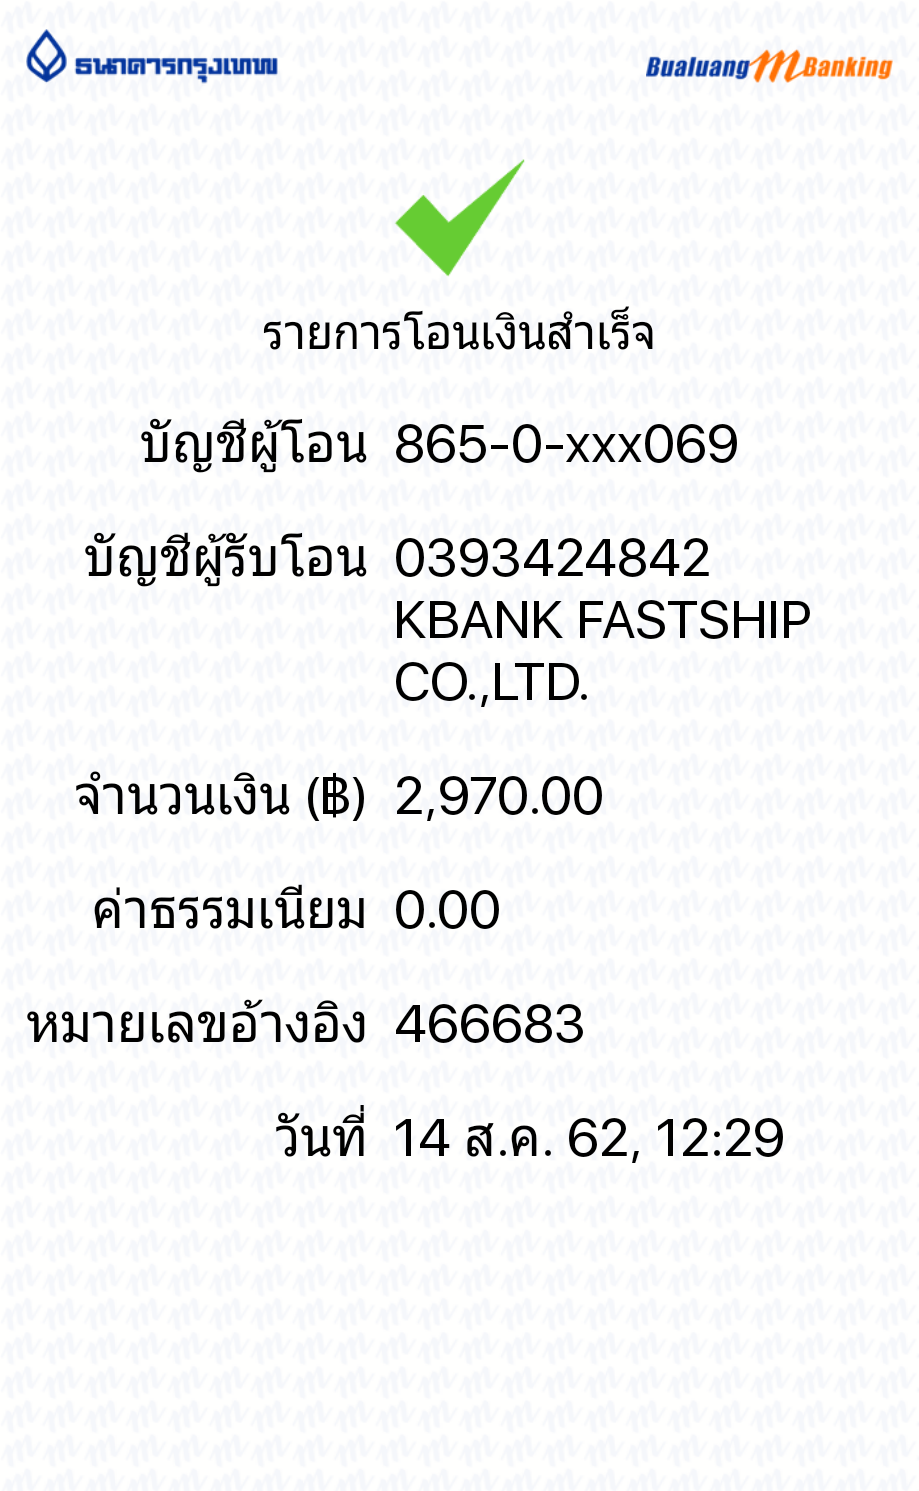 ธนาคารกรุงเทพ
Bualuang mBanking
รายการโอนเงินสำเร็จ
บัญชีผู้โอน 865-0-xxx069
บัญชีผู้รับโอน 0393424842
KBANK FASTSHIP
CO.,LTD.
จำนวนเงิน (฿) 2,970.00
ค่าธรรมเนียม 0.00
หมายเลขอ้างอิง 466683
วันที่ 14 ส.ค. 62, 12:29